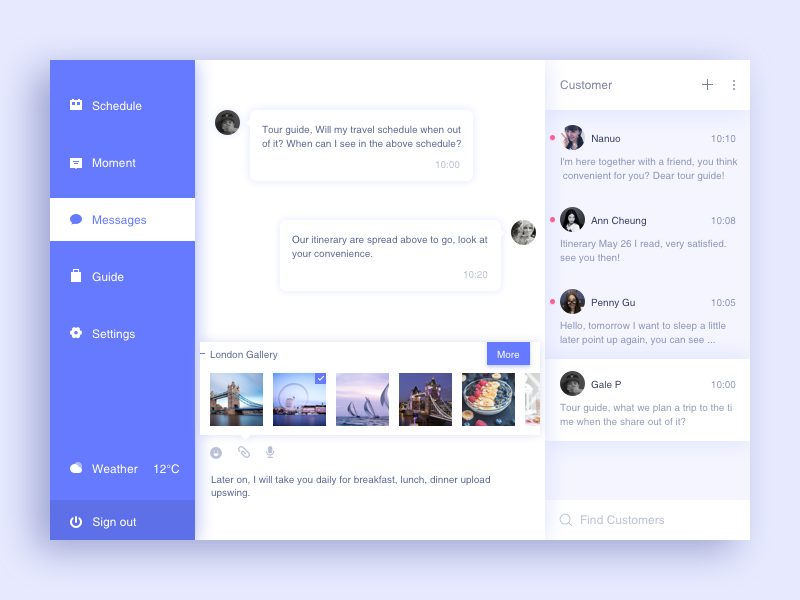 Schedule
Moment
Messages
Guide
Settings
Weather 12°C
Sign out
Tour guide, Will my travel schedule when out
of it? When can I see in the above schedule?
10:00
Our itinerary are spread above to go, look at
your convenience.
10:20
London Gallery
More
Later on, I will take you daily for breakfast, lunch, dinner upload
upswing.
Customer
Nanuo 10:10
I'm here together with a friend, you think
convenient for you? Dear tour guide!
Ann Cheung 10:08
Itinerary May 26 I read, very satisfied.
see you then!
Penny Gu 10:05
Hello, tomorrow I want to sleep a little
later point up again, you can see ...
Gale P 10:00
Tour guide, what we plan a trip to the ti
me when the share out of it?
Find Customers